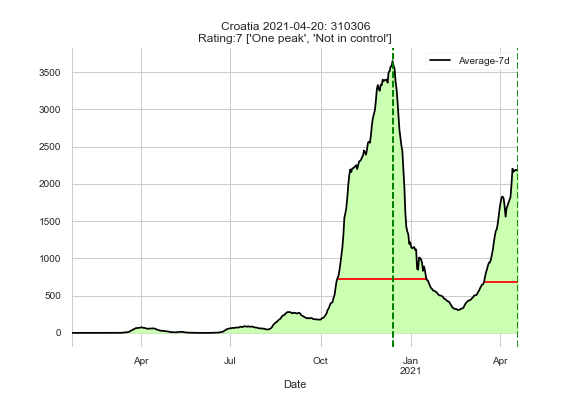 Croatia 2021-04-20: 310306
Rating:7 ['One peak', 'Not in control']
Average-7d
3500
3000
2500
2000
1500
1000
500
0
Apr
Jul
Oct
Jan
2021
Apr
Date